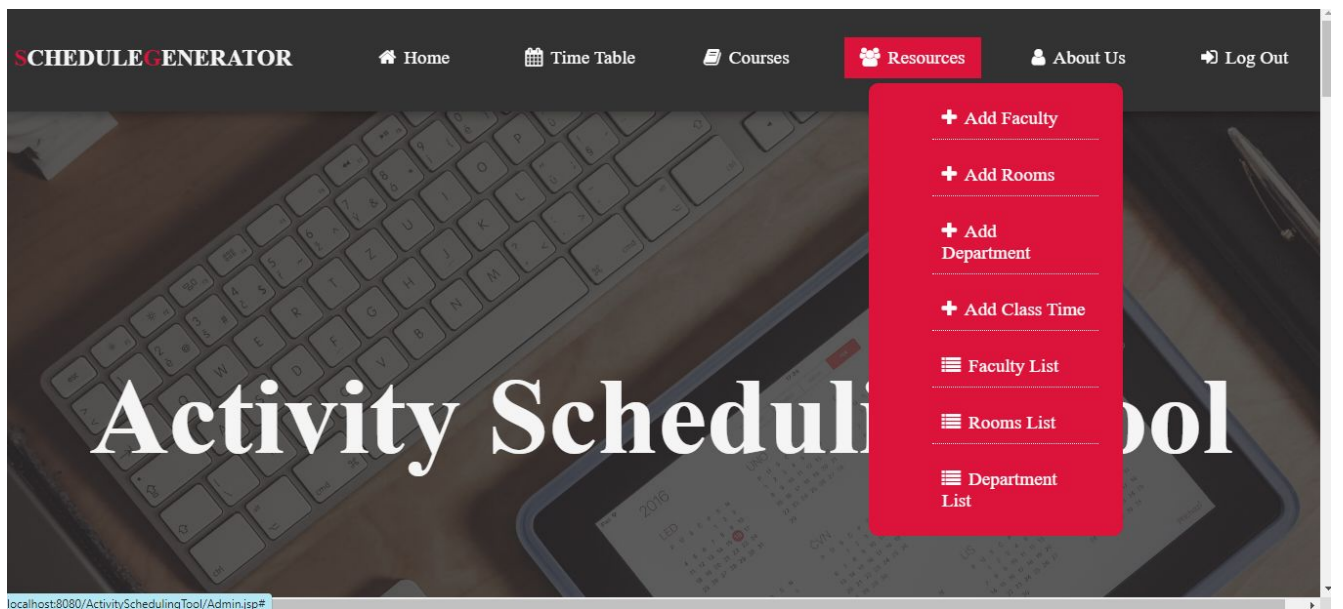 SCHEDULEGENERATOR
Home
Time Table
Courses
Resources
About Us
Log Out
Add Faculty
Add Rooms
Add
Department
Add Class Time
Faculty List
Rooms List
Department
List
Activity Scheduli ool
2016
localhost:8080/ActivitySchedulingTool/Admin.jsp#